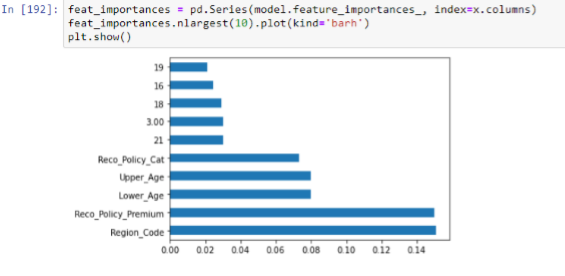 In [192]: feat_importances = pd.Series(model.feature_importances_, index=x.columns)
feat_importances.nlargest(10).plot(kind='barh')
plt.show()
19
16
18
3.00
21
Reco_Policy_Cat
Upper_Age
Lower_Age
Reco_Policy_Premium
Region_Code
0.00 0.02 0.04 0.06 0.08 0.10 0.12 0.14